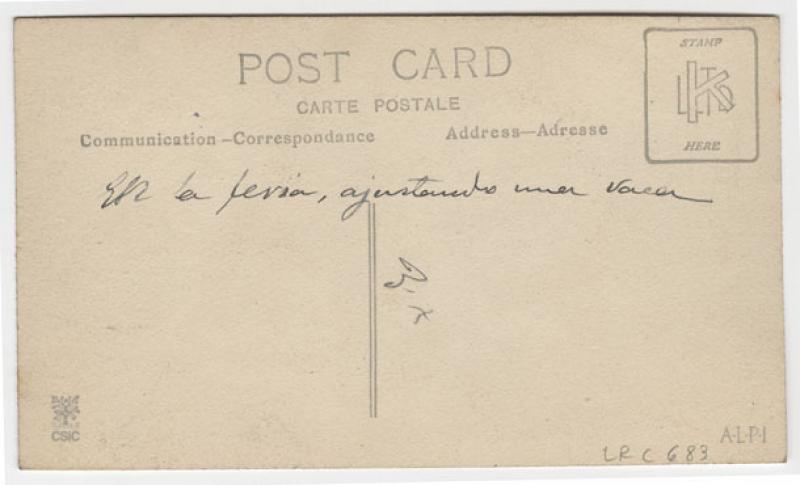 POST CARD
CARTE POSTALE
Communication–Correspondance
Address—Adresse
STAMP
HERE
En la feria, ajustando una vaca
CSIC
A·L·P·I
LRC 683